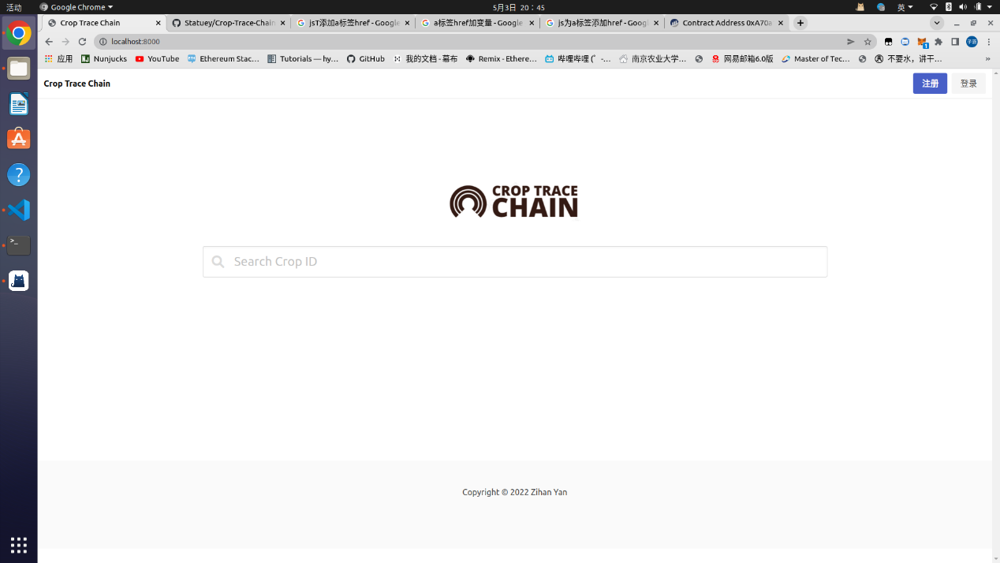 活动 Google Chrome 5月3日 20：45 英
Crop Trace Chain Statuey/Crop-Trace-Chain jsT添加a标签href - Google a标签href加变量 - Google js为a标签添加href - Googl Contract Address 0xA70a
localhost:8000
应用 Nunjucks YouTube Ethereum Stac… Tutorials — hy… GitHub 我的文档 - 幕布 Remix - Ethere… 哔哩哔哩 (゜-… 南京农业大学… 网易邮箱6.0版 Master of Tec… 不要水，讲干…
Crop Trace Chain 注册 登录
CROP TRACE
CHAIN
Search Crop ID
Copyright © 2022 Zihan Yan